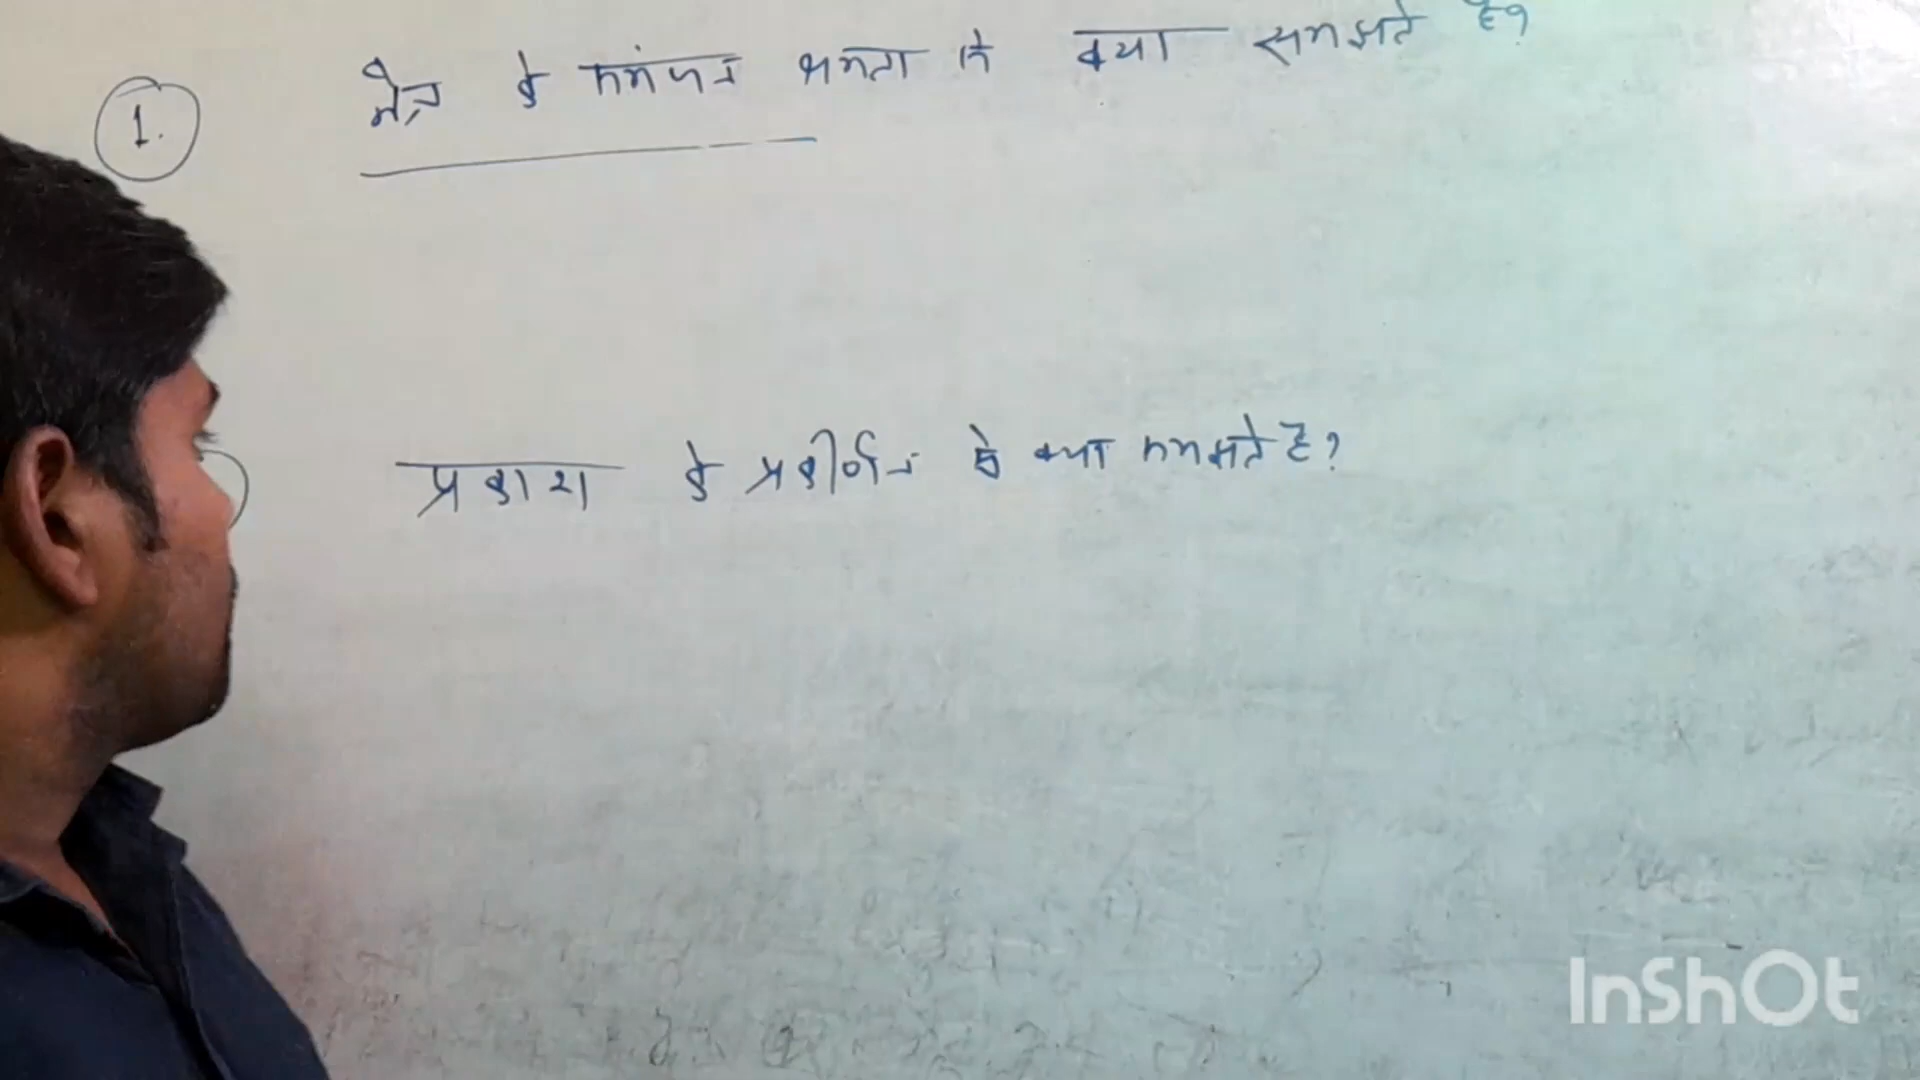 1. नेत्र के समंजन क्षमता से क्या समझते है?
प्रकाश के प्रकीर्णन से क्या समझते है?
InShOt